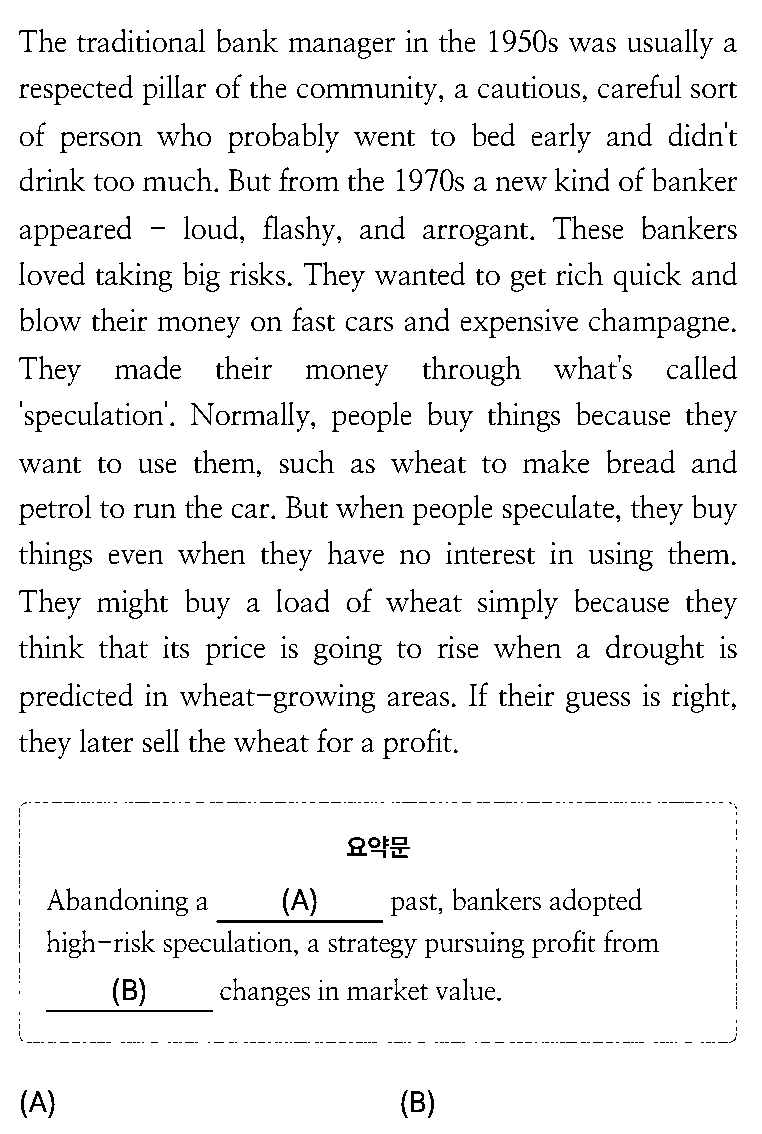 The traditional bank manager in the 1950s was usually a
respected pillar of the community, a cautious, careful sort
of person who probably went to bed early and didn't
drink too much. But from the 1970s a new kind of banker
appeared - loud, flashy, and arrogant. These bankers
loved taking big risks. They wanted to get rich quick and
blow their money on fast cars and expensive champagne.
They made their money through what's called
'speculation'. Normally, people buy things because they
want to use them, such as wheat to make bread and
petrol to run the car. But when people speculate, they buy
things even when they have no interest in using them.
They might buy a load of wheat simply because they
think that its price is going to rise when a drought is
predicted in wheat-growing areas. If their guess is right,
they later sell the wheat for a profit.
요약문
Abandoning a (A) past, bankers adopted
high-risk speculation, a strategy pursuing profit from
(B) changes in market value.
(A) (B)